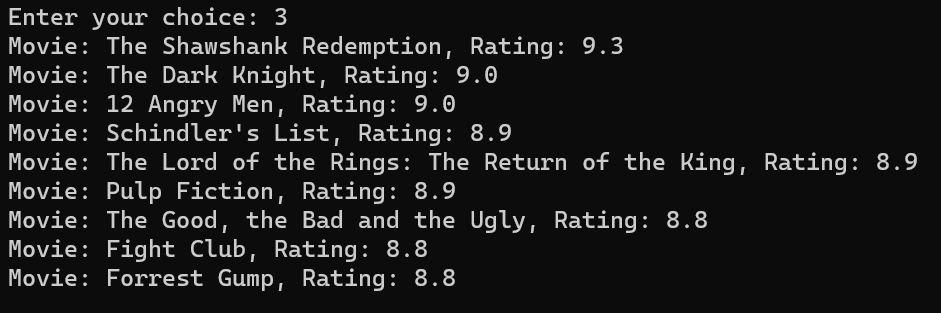 Enter your choice: 3
Movie: The Shawshank Redemption, Rating: 9.3
Movie: The Dark Knight, Rating: 9.0
Movie: 12 Angry Men, Rating: 9.0
Movie: Schindler's List, Rating: 8.9
Movie: The Lord of the Rings: The Return of the King, Rating: 8.9
Movie: Pulp Fiction, Rating: 8.9
Movie: The Good, the Bad and the Ugly, Rating: 8.8
Movie: Fight Club, Rating: 8.8
Movie: Forrest Gump, Rating: 8.8